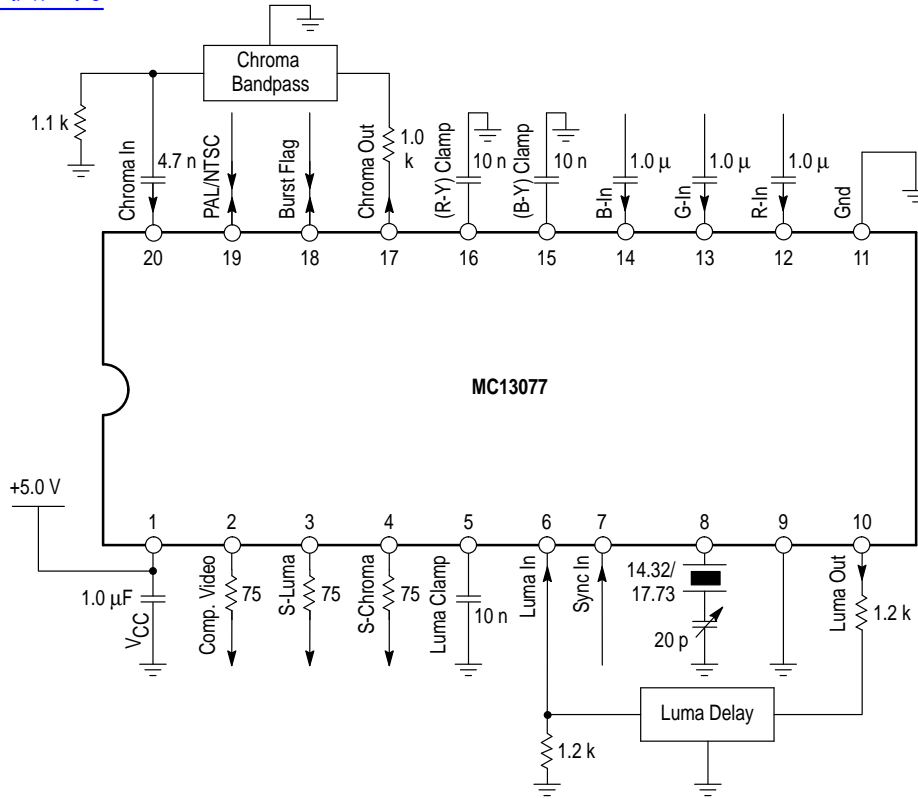 Chroma
Bandpass
1.1 k
4.7 n
Chroma In
PAL/NTSC
Burst Flag
Chroma Out
1.0
k
(R-Y) Clamp
10 n
(B-Y) Clamp
10 n
B-In
1.0 μ
G-In
1.0 μ
R-In
1.0 μ
Gnd
20
19
18
17
16
15
14
13
12
11
MC13077
+5.0 V
1
2
3
4
5
6
7
8
9
10
1.0 μF
VCC
Comp. Video
75
S-Luma
75
S-Chroma
75
Luma Clamp
10 n
Luma In
Sync In
14.32/
17.73
20 p
Luma Out
1.2 k
Luma Delay
1.2 k